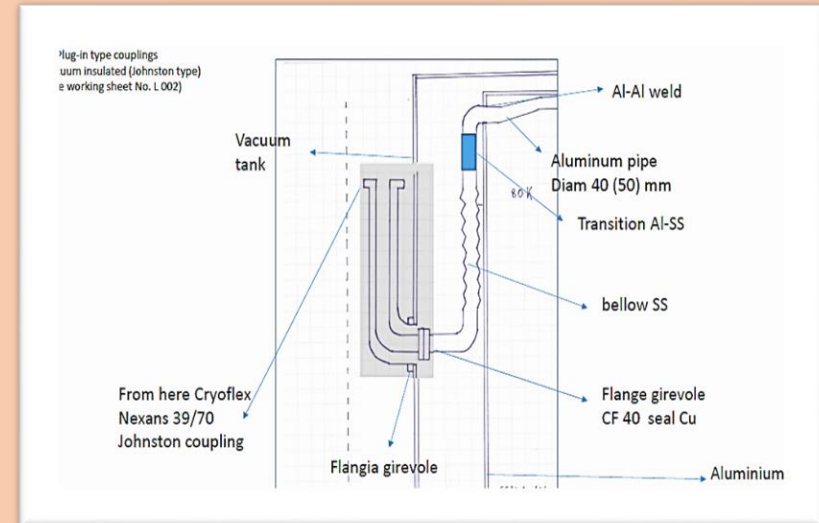 Plug-in type couplings
uum insulated (Johnston type)
e working sheet No. L 002)
Al-Al weld
Vacuum
tank
Aluminum pipe
Diam 40 (50) mm
80K
Transition Al-SS
bellow SS
From here Cryoflex
Nexans 39/70
Johnston coupling
Flange girevole
CF 40 seal Cu
Flangia girevole
Aluminium